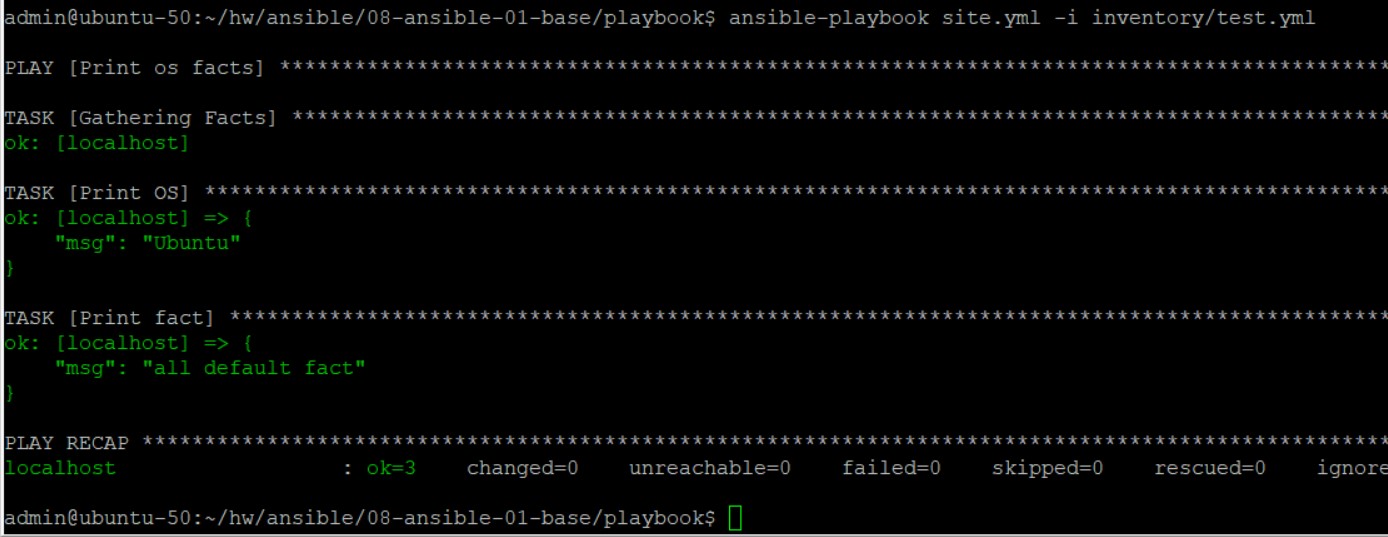 admin@ubuntu-50:~/hw/ansible/08-ansible-01-base/playbook$ ansible-playbook site.yml -i inventory/test.yml
PLAY [Print os facts] ****************************************************************************************
TASK [Gathering Facts] ***************************************************************************************
ok: [localhost]
TASK [Print OS] **********************************************************************************************
ok: [localhost] => {
    "msg": "Ubuntu"
}
TASK [Print fact] ********************************************************************************************
ok: [localhost] => {
    "msg": "all default fact"
}
PLAY RECAP ***************************************************************************************************
localhost                  : ok=3    changed=0    unreachable=0    failed=0    skipped=0    rescued=0    ignore
admin@ubuntu-50:~/hw/ansible/08-ansible-01-base/playbook$